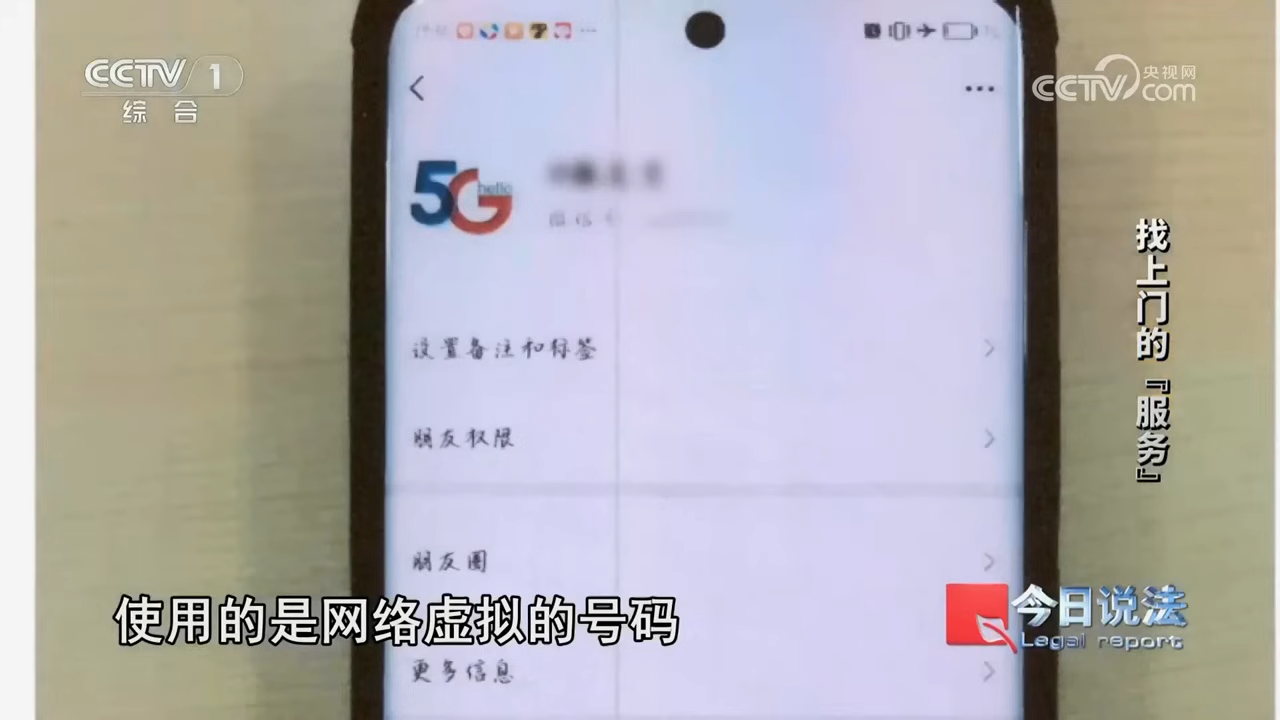 CCTV 1
综合
央视网
CCTV.com
5G
hello
设置备注和标签
朋友权限
朋友圈
更多信息
找上门的『服务』
使用的是网络虚拟的号码
今日说法
Legal report